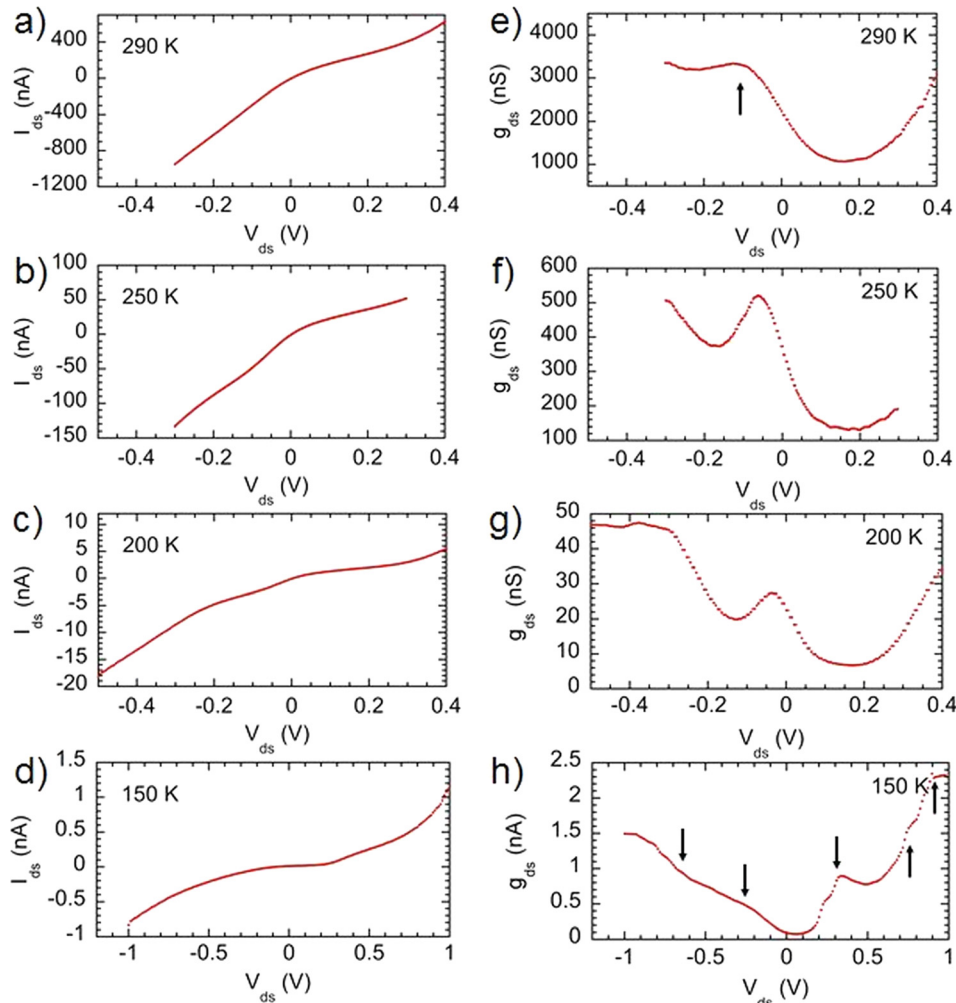 a)
290 K
I ds (nA)
400
0
-400
-800
-1200
-0.4
-0.2
0
0.2
0.4
V ds (V)
e)
290 K
g ds (nS)
4000
3000
2000
1000
-0.4
-0.2
0
0.2
0.4
V ds (V)
b)
250 K
I ds (nA)
100
50
0
-50
-100
-150
-0.4
-0.2
0
0.2
0.4
V ds (V)
f)
250 K
g ds (nS)
600
500
400
300
200
100
-0.4
-0.2
0
0.2
0.4
V ds (V)
c)
200 K
I ds (nA)
10
5
0
-5
-10
-15
-20
-0.4
-0.2
0
0.2
0.4
V ds (V)
g)
200 K
g ds (nS)
50
40
30
20
10
0
-0.4
-0.2
0
0.2
0.4
V ds (V)
d)
150 K
I ds (nA)
1.5
1
0.5
0
-0.5
-1
-1
-0.5
0
0.5
1
V ds (V)
h)
150 K
g ds (nA)
2.5
2
1.5
1
0.5
0
-1
-0.5
0
0.5
1
V ds (V)